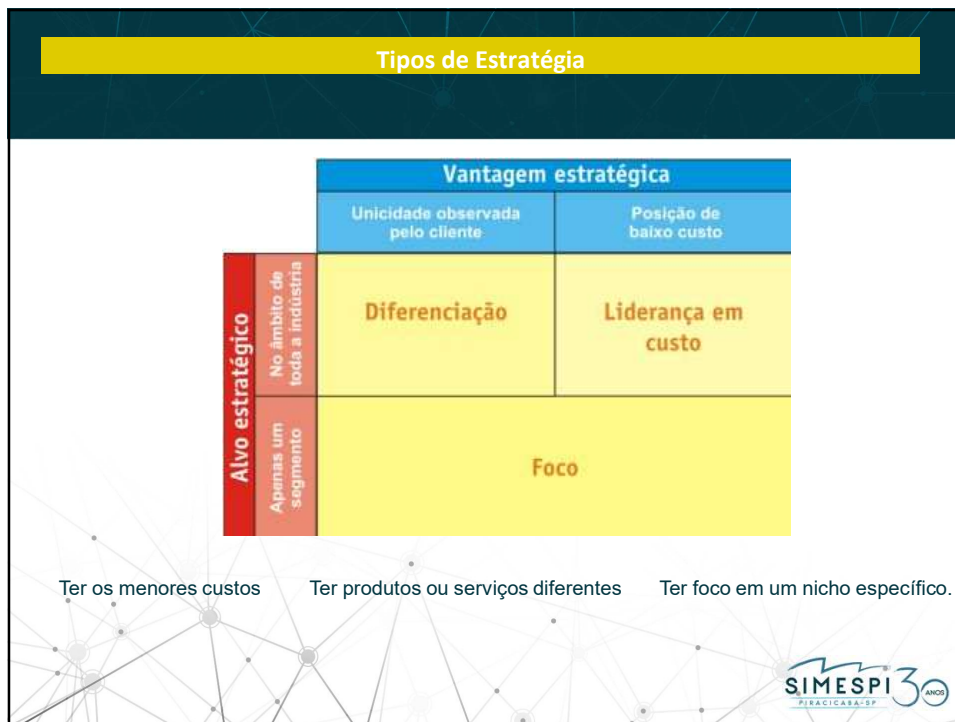 Tipos de Estratégia
Vantagem estratégica
Unicidade observada
pelo cliente
Posição de
baixo custo
Alvo estratégico
No âmbito de
toda a indústria
Diferenciação
Liderança em
custo
Apenas um
segmento
Foco
Ter os menores custos
Ter produtos ou serviços diferentes
Ter foco em um nicho específico.
SIMESPI
PIRACICABA-SP
30
ANOS